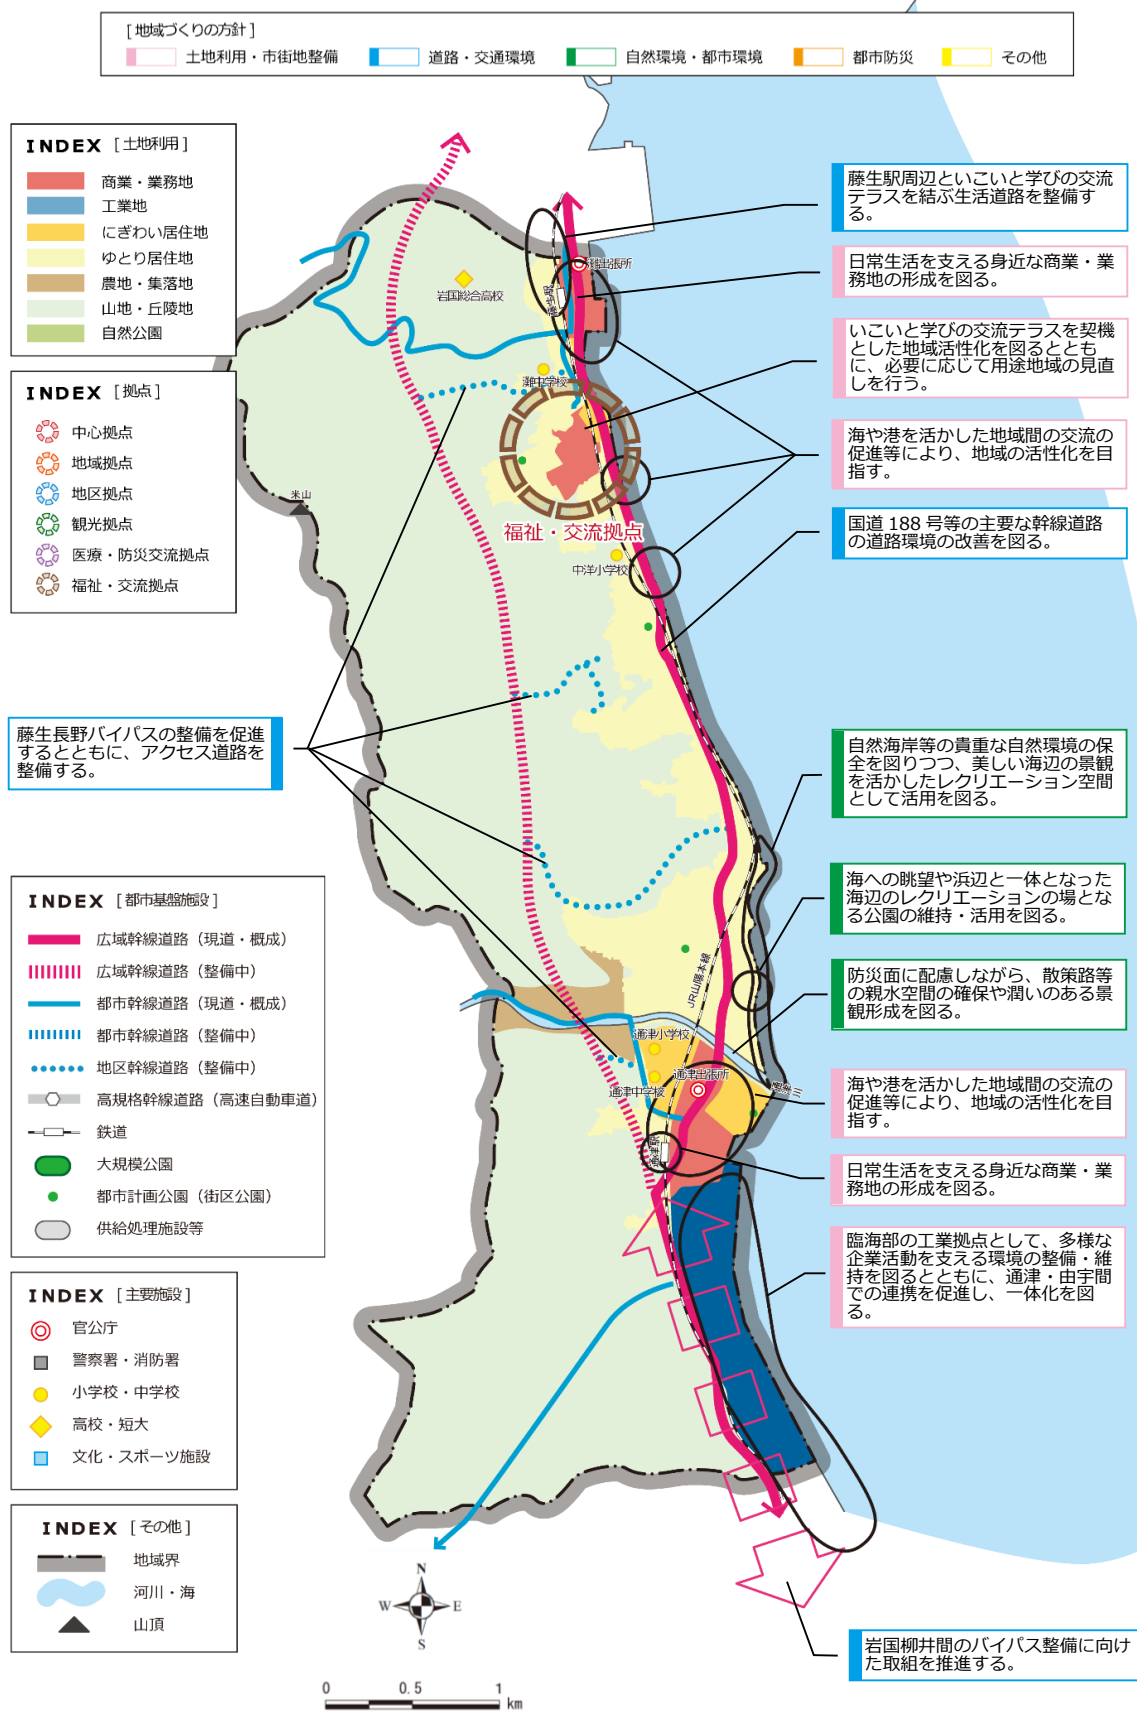 [ 地域づくりの方針 ]
土地利用・市街地整備
道路・交通環境
自然環境・都市環境
都市防災
その他
INDEX [ 土地利用 ]
商業・業務地
工業地
にぎわい居住地
ゆとり居住地
農地・集落地
山地・丘陵地
自然公園
INDEX [ 拠点 ]
中心拠点
地域拠点
地区拠点
観光拠点
医療・防災交流拠点
福祉・交流拠点
藤生長野バイパスの整備を促進
するとともに、アクセス道路を
整備する。
INDEX [ 都市基盤施設 ]
広域幹線道路（現道・概成）
広域幹線道路（整備中）
都市幹線道路（現道・概成）
都市幹線道路（整備中）
地区幹線道路（整備中）
高規格幹線道路（高速自動車道）
鉄道
大規模公園
都市計画公園（街区公園）
供給処理施設等
INDEX [ 主要施設 ]
官公庁
警察署・消防署
小学校・中学校
高校・短大
文化・スポーツ施設
INDEX [ その他 ]
地域界
河川・海
山頂
灘出張所
岩国総合高校
藤生駅
灘中学校
米山
福祉・交流拠点
中洋小学校
JR山陽本線
通津小学校
通津出張所
通津中学校
通津川
通津駅
N
W
E
S
0
0.5
1
km
藤生駅周辺といこいと学びの交流
テラスを結ぶ生活道路を整備す
る。
日常生活を支える身近な商業・業
務地の形成を図る。
いこいと学びの交流テラスを契機
とした地域活性化を図るととも
に、必要に応じて用途地域の見直
しを行う。
海や港を活かした地域間の交流の
促進等により、地域の活性化を目
指す。
国道 188 号等の主要な幹線道路
の道路環境の改善を図る。
自然海岸等の貴重な自然環境の保
全を図りつつ、美しい海辺の景観
を活かしたレクリエーション空間
として活用を図る。
海への眺望や浜辺と一体となった
海辺のレクリエーションの場とな
る公園の維持・活用を図る。
防災面に配慮しながら、散策路等
の親水空間の確保や潤いのある景
観形成を図る。
海や港を活かした地域間の交流の
促進等により、地域の活性化を目
指す。
日常生活を支える身近な商業・業
務地の形成を図る。
臨海部の工業拠点として、多様な
企業活動を支える環境の整備・維
持を図るとともに、通津・由宇間
での連携を促進し、一体化を図
る。
岩国柳井間のバイパス整備に向け
た取組を推進する。